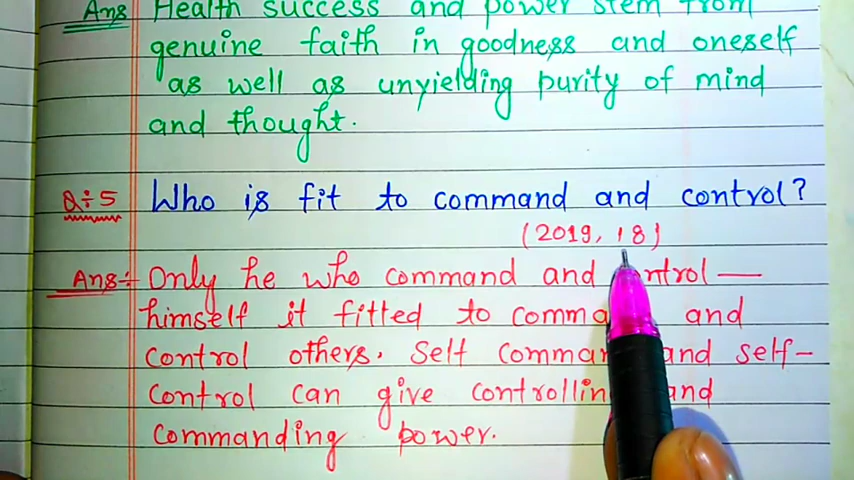 Ans Health success and power stem from
genuine faith in goodness and oneself
as well as unyielding purity of mind
and thought.
Q÷5 Who is fit to command and control?
(2019, 18)
Ans÷ Only he who command and control —
himself it fitted to comma and
control others. Self comman and self-
control can give controllin and
commanding power.